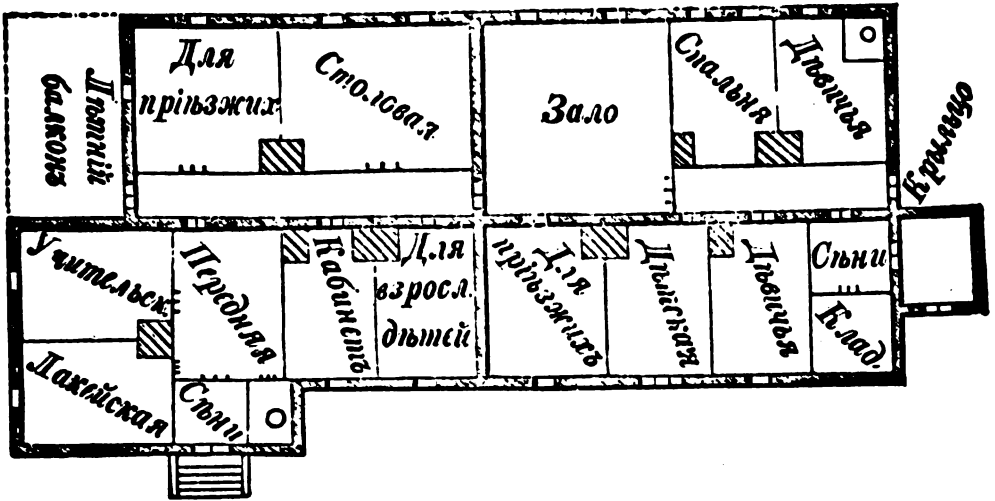 Лѣтній
балконъ
Для
пріѣзжих
Столовая
Зало
Спальня
Дѣвичья
Крыльцо
Учительск.
Передняя
Кабинетъ
Для
взросл.
дѣтей
Для
пріѣзжихъ
Дѣтская
Дѣвичья
Сѣни
Клад.
Лакейская
Сѣни